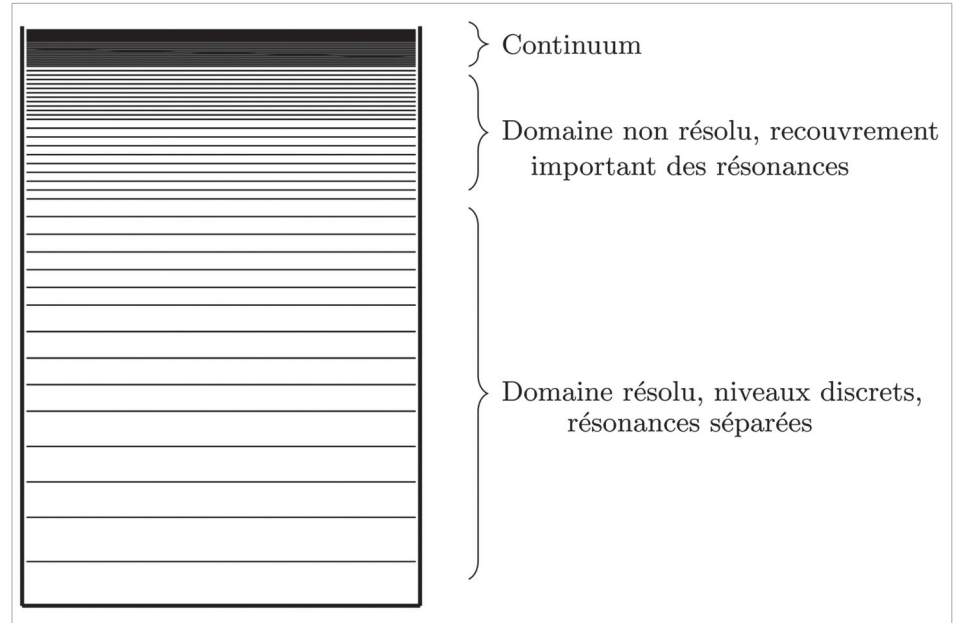 Continuum
Domaine non résolu, recouvrement
important des résonances
Domaine résolu, niveaux discrets,
résonances séparées